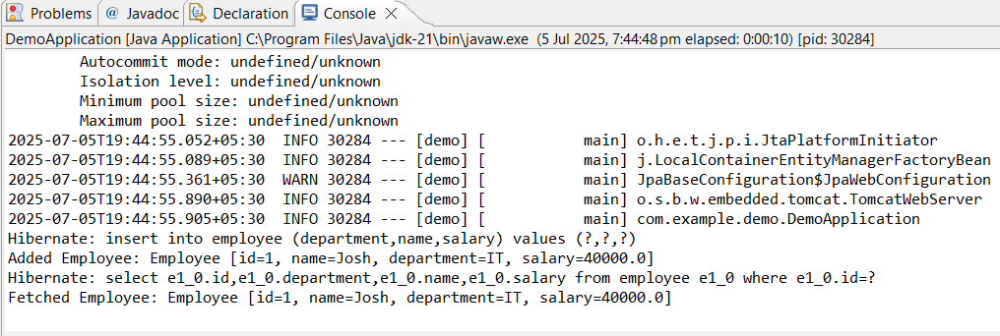 Problems @ Javadoc Declaration Console
DemoApplication [Java Application] C:\Program Files\Java\jdk-21\bin\javaw.exe (5 Jul 2025, 7:44:48 pm elapsed: 0:00:10) [pid: 30284]
Autocommit mode: undefined/unknown
Isolation level: undefined/unknown
Minimum pool size: undefined/unknown
Maximum pool size: undefined/unknown
2025-07-05T19:44:55.052+05:30  INFO 30284 --- [demo] [           main] o.h.e.t.j.p.i.JtaPlatformInitiator
2025-07-05T19:44:55.089+05:30  INFO 30284 --- [demo] [           main] j.LocalContainerEntityManagerFactoryBean
2025-07-05T19:44:55.361+05:30  WARN 30284 --- [demo] [           main] JpaBaseConfiguration$JpaWebConfiguration
2025-07-05T19:44:55.890+05:30  INFO 30284 --- [demo] [           main] o.s.b.w.embedded.tomcat.TomcatWebServer
2025-07-05T19:44:55.905+05:30  INFO 30284 --- [demo] [           main] com.example.demo.DemoApplication
Hibernate: insert into employee (department,name,salary) values (?,?,?)
Added Employee: Employee [id=1, name=Josh, department=IT, salary=40000.0]
Hibernate: select e1_0.id,e1_0.department,e1_0.name,e1_0.salary from employee e1_0 where e1_0.id=?
Fetched Employee: Employee [id=1, name=Josh, department=IT, salary=40000.0]